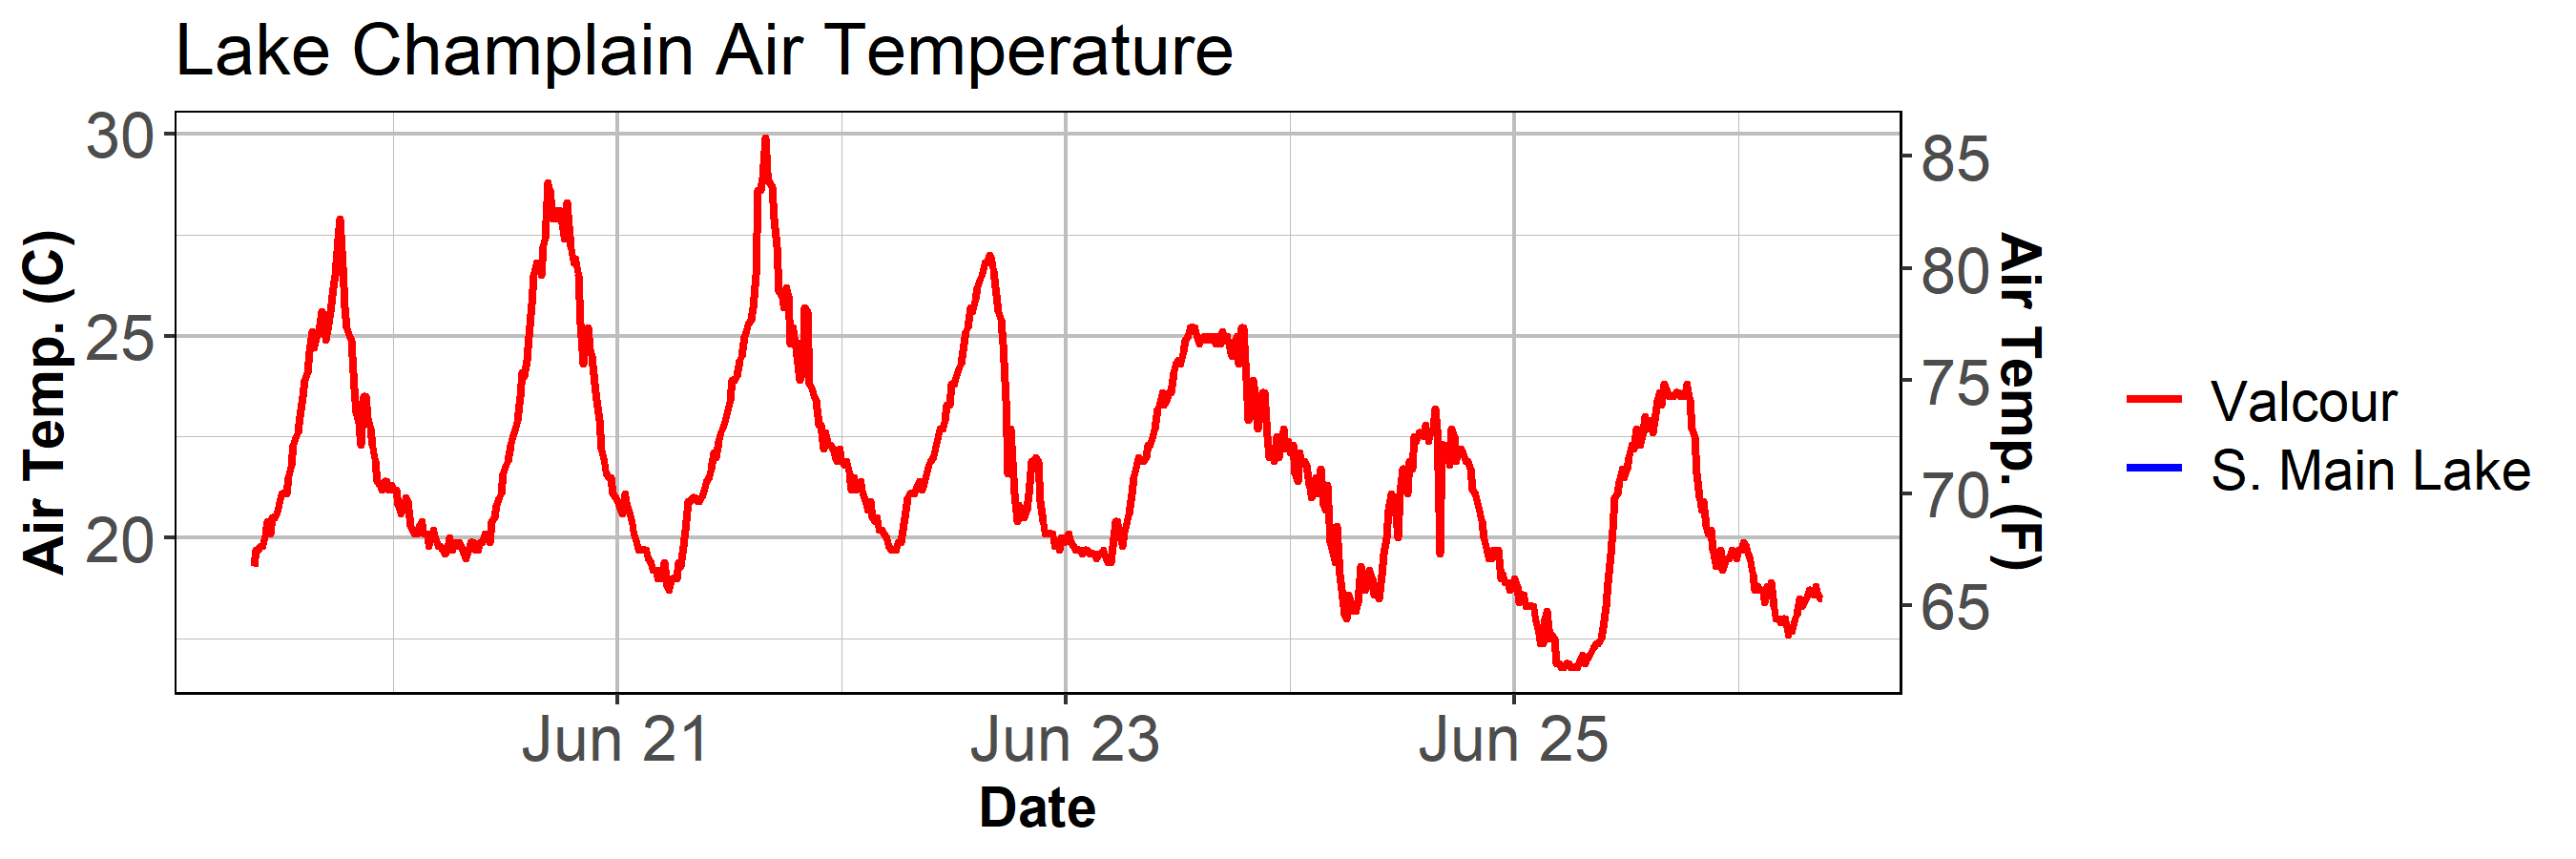 Lake Champlain Air Temperature
30
25
20
Air Temp. (C)
85
80
75
70
65
Air Temp. (F)
Jun 21
Jun 23
Jun 25
Date
Valcour
S. Main Lake